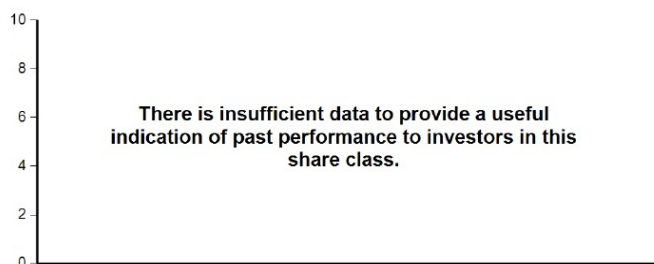 10
8
There is insufficient data to provide a useful
6
indication of past performance to investors in this
share class.
4
2
0